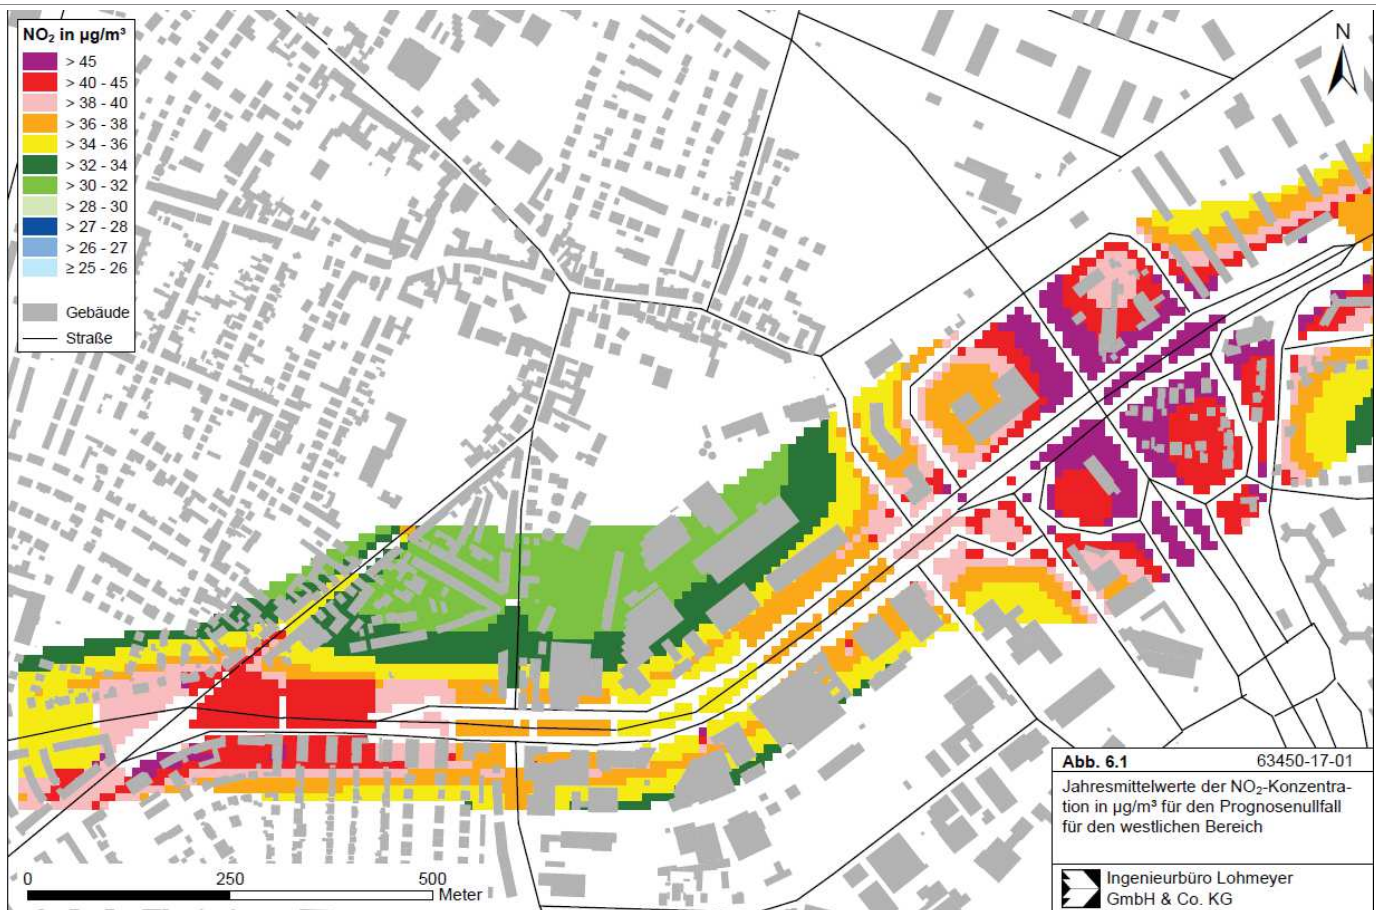 NO₂ in µg/m³
> 45
> 40 - 45
> 38 - 40
> 36 - 38
> 34 - 36
> 32 - 34
> 30 - 32
> 28 - 30
> 27 - 28
> 26 - 27
≥ 25 - 26
Gebäude
Straße
N
0 250 500
Meter
Abb. 6.1 63450-17-01
Jahresmittelwerte der NO₂-Konzentra-
tion in µg/m³ für den Prognosenullfall
für den westlichen Bereich
Ingenieurbüro Lohmeyer
GmbH & Co. KG